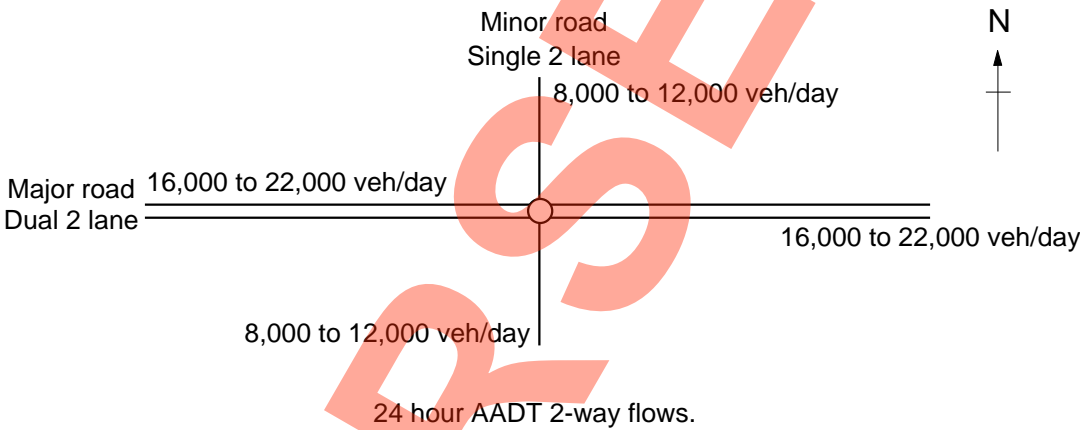 Minor road
Single 2 lane
N
8,000 to 12,000 veh/day
Major road
Dual 2 lane
16,000 to 22,000 veh/day
16,000 to 22,000 veh/day
8,000 to 12,000 veh/day
24 hour AADT 2-way flows.
RSE